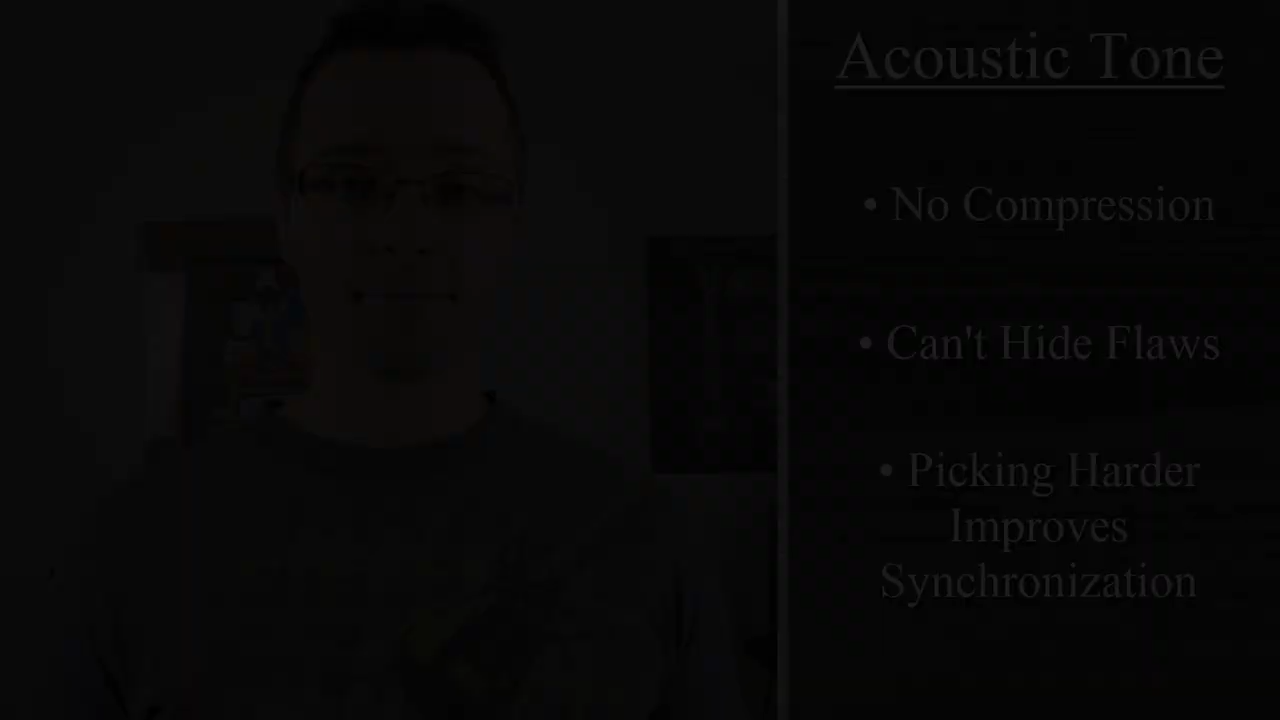 Acoustic Tone
• No Compression
• Can't Hide Flaws
• Picking Harder
Improves
Synchronization